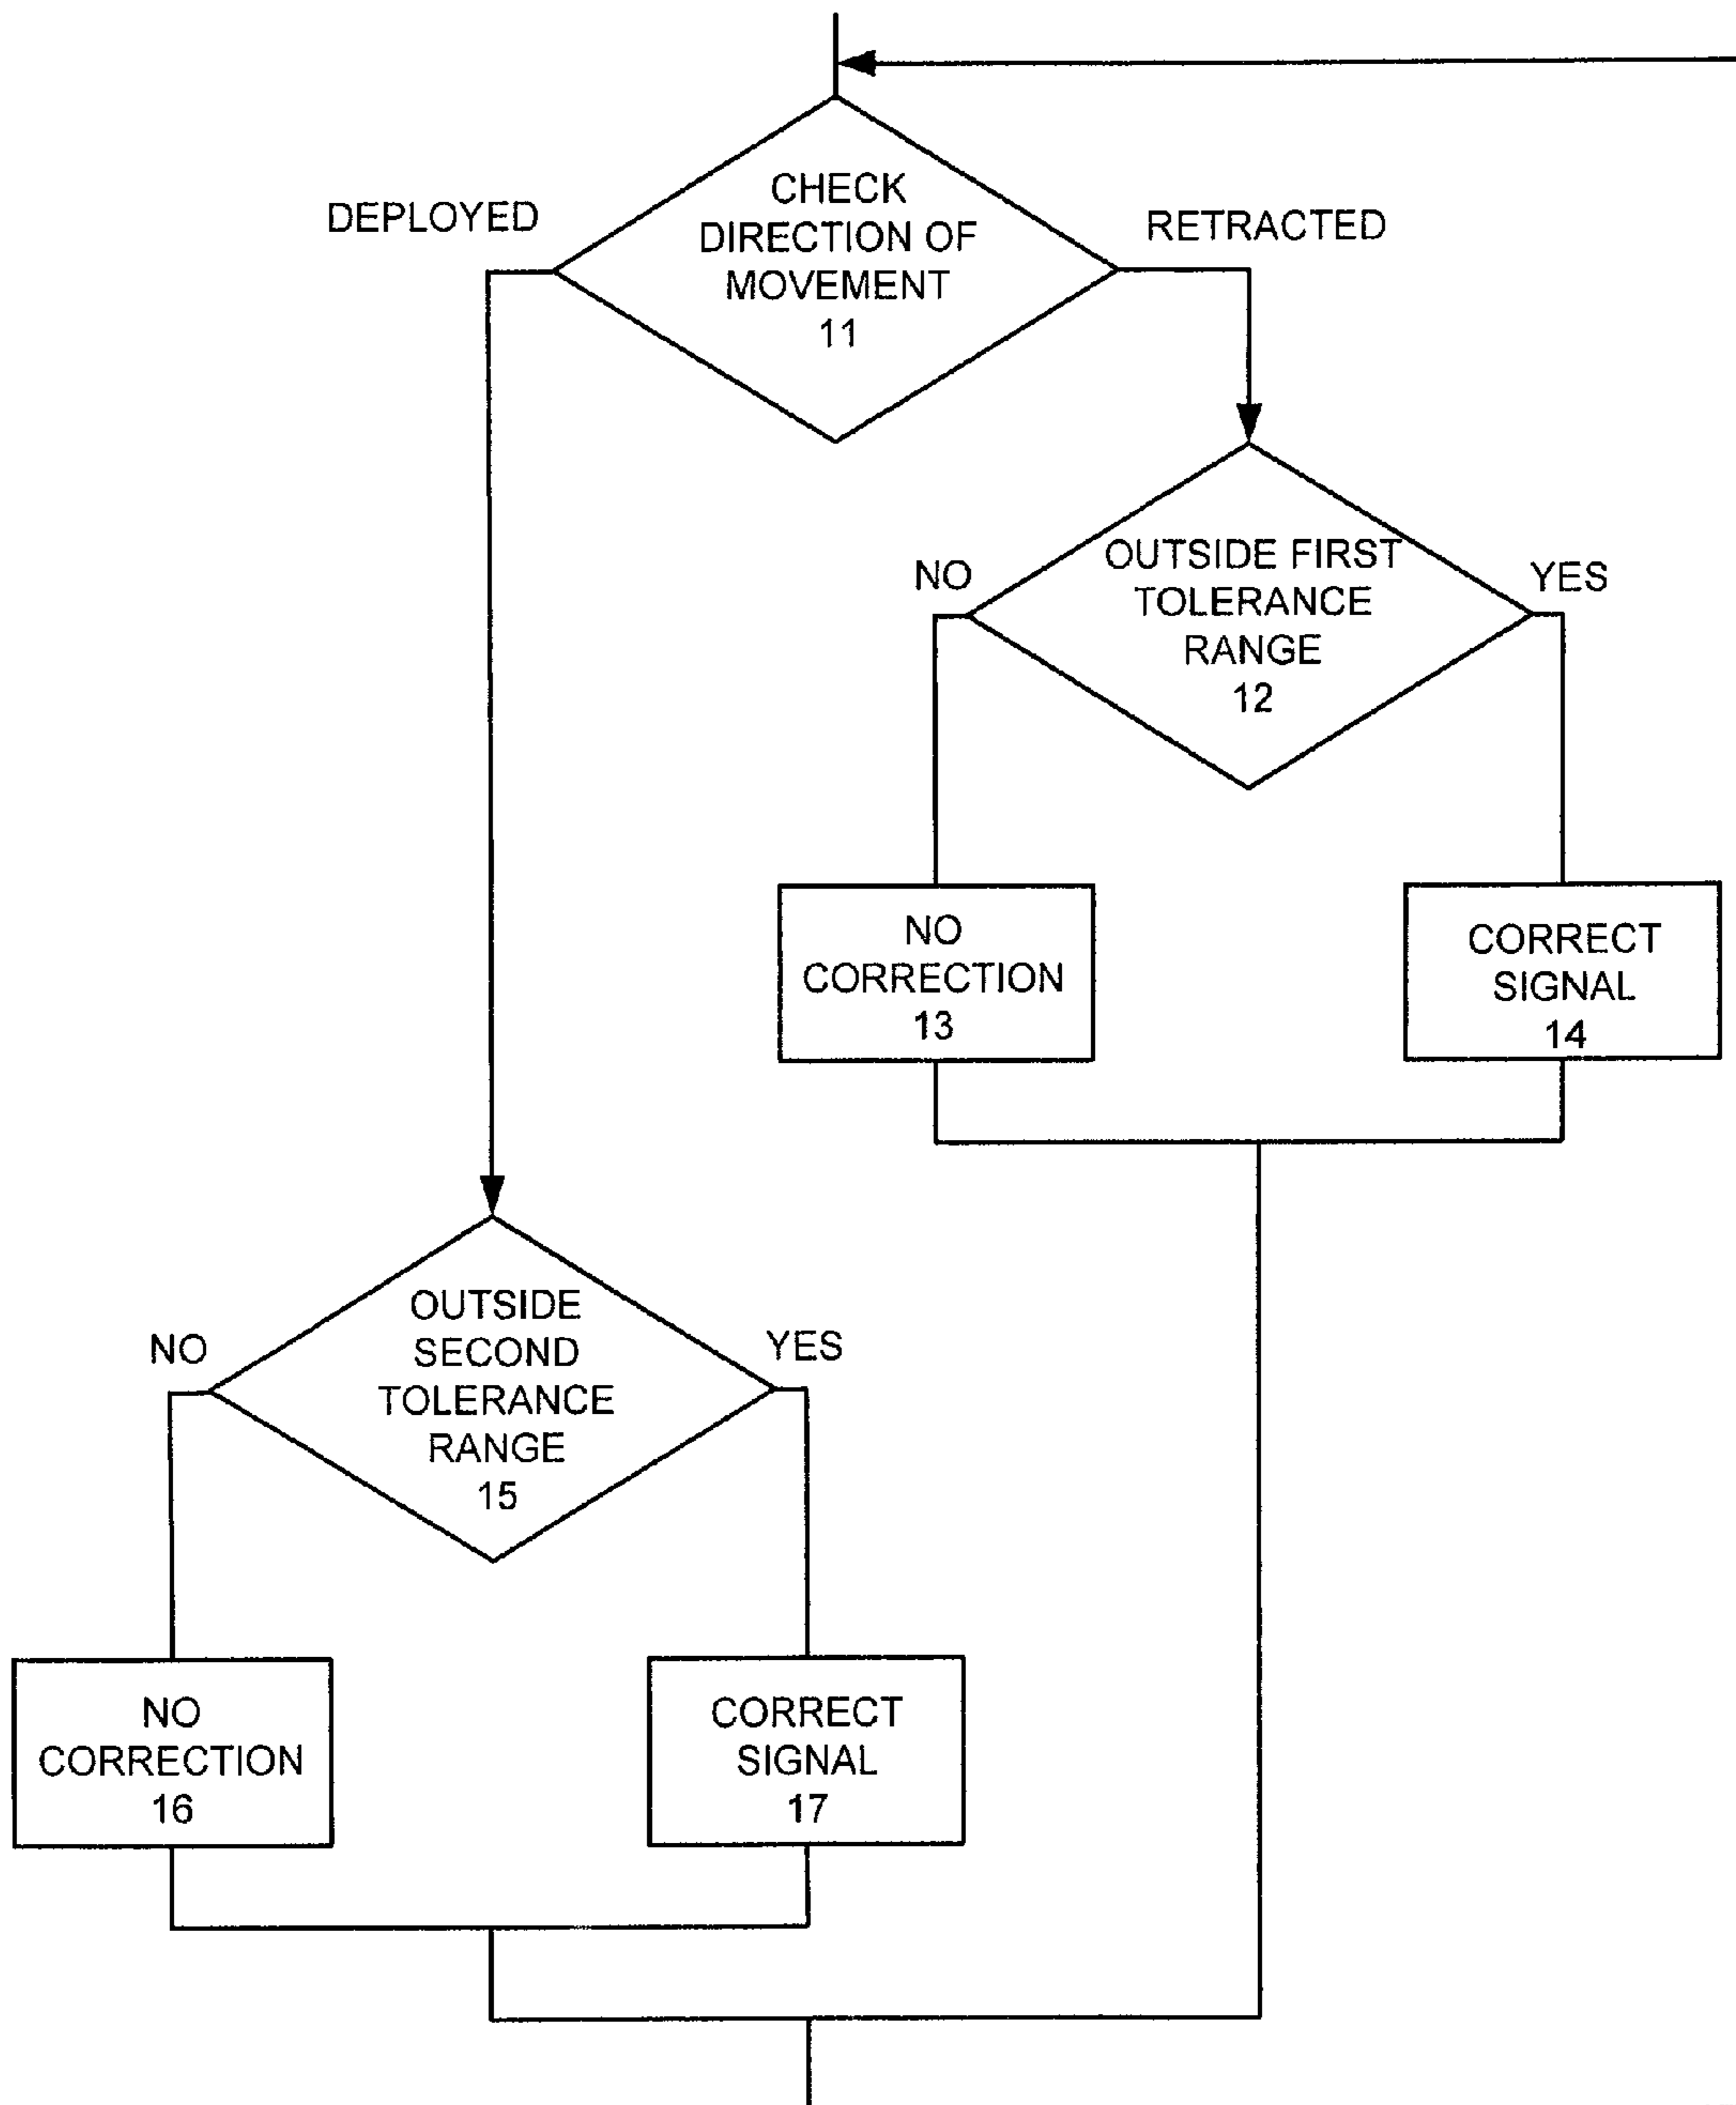 CHECK
DIRECTION OF
MOVEMENT
11
DEPLOYED
RETRACTED
OUTSIDE FIRST
TOLERANCE
RANGE
12
NO
YES
NO
CORRECTION
13
CORRECT
SIGNAL
14
OUTSIDE
SECOND
TOLERANCE
RANGE
15
NO
YES
NO
CORRECTION
16
CORRECT
SIGNAL
17